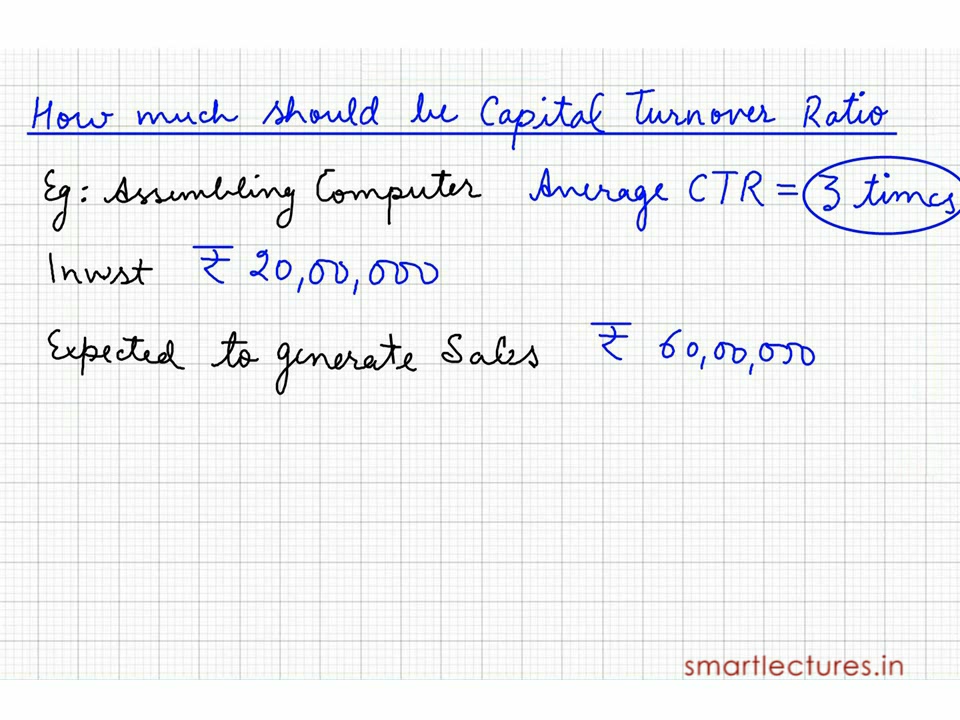 How much should be Capital Turnover Ratio
Eg: Assembling Computer Average CTR = 3 times
Invest ₹ 20,00,000
Expected to generate Sales ₹ 60,00,000
smartlectures.in